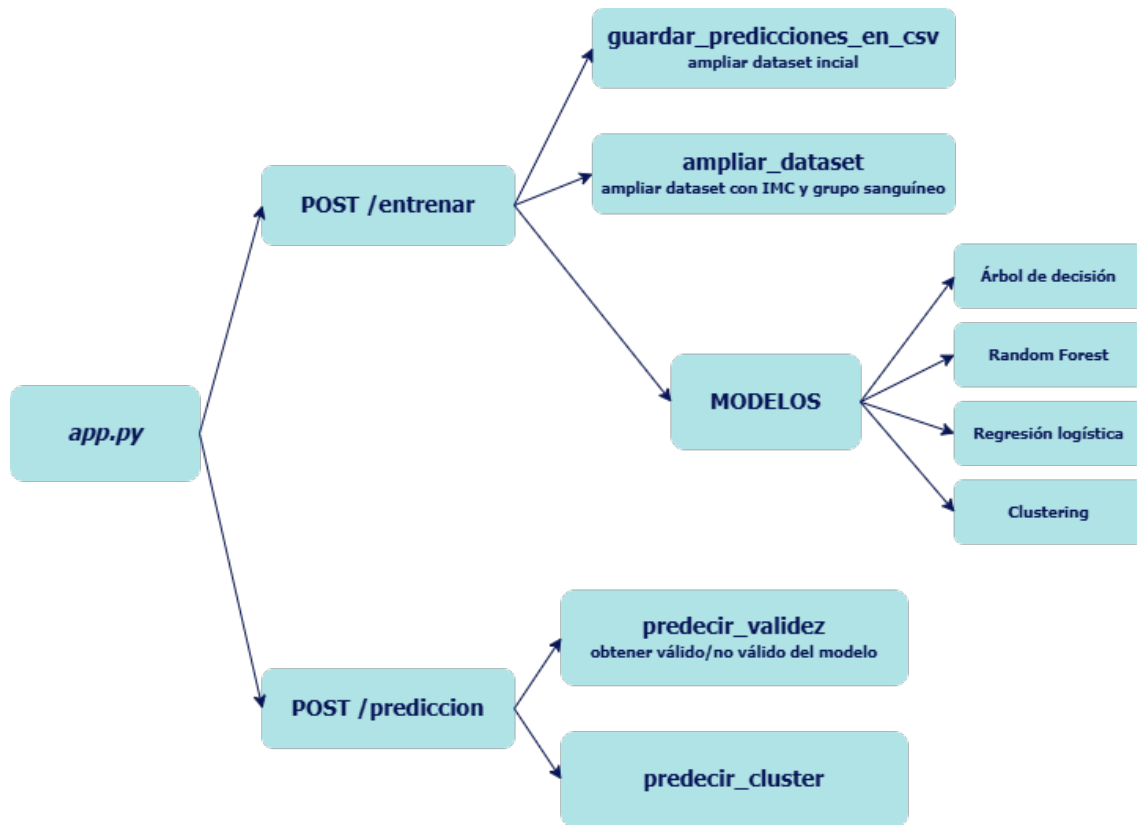 guardar_predicciones_en_csv
ampliar dataset incial
ampliar_dataset
ampliar dataset con IMC y grupo sanguíneo
POST /entrenar
Árbol de decisión
Random Forest
MODELOS
Regresión logística
app.py
Clustering
predecir_validez
obtener válido/no válido del modelo
POST /prediccion
predecir_cluster